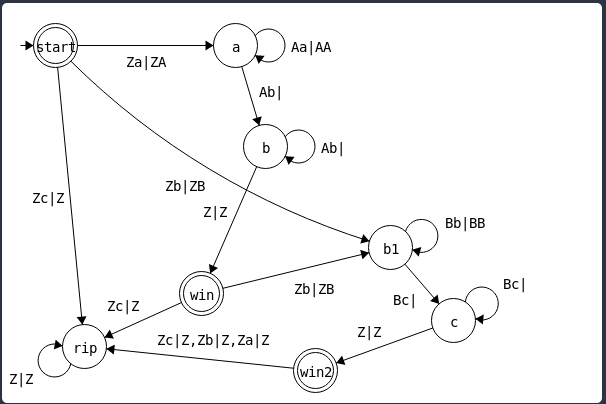 start
a
Aa|AA
Za|ZA
Ab|
b
Ab|
Zb|ZB
Zc|Z
Z|Z
Bb|BB
b1
Zb|ZB
Bc|
Bc|
win
Zc|Z
c
Z|Z
Zc|Z,Zb|Z,Za|Z
rip
win2
Z|Z